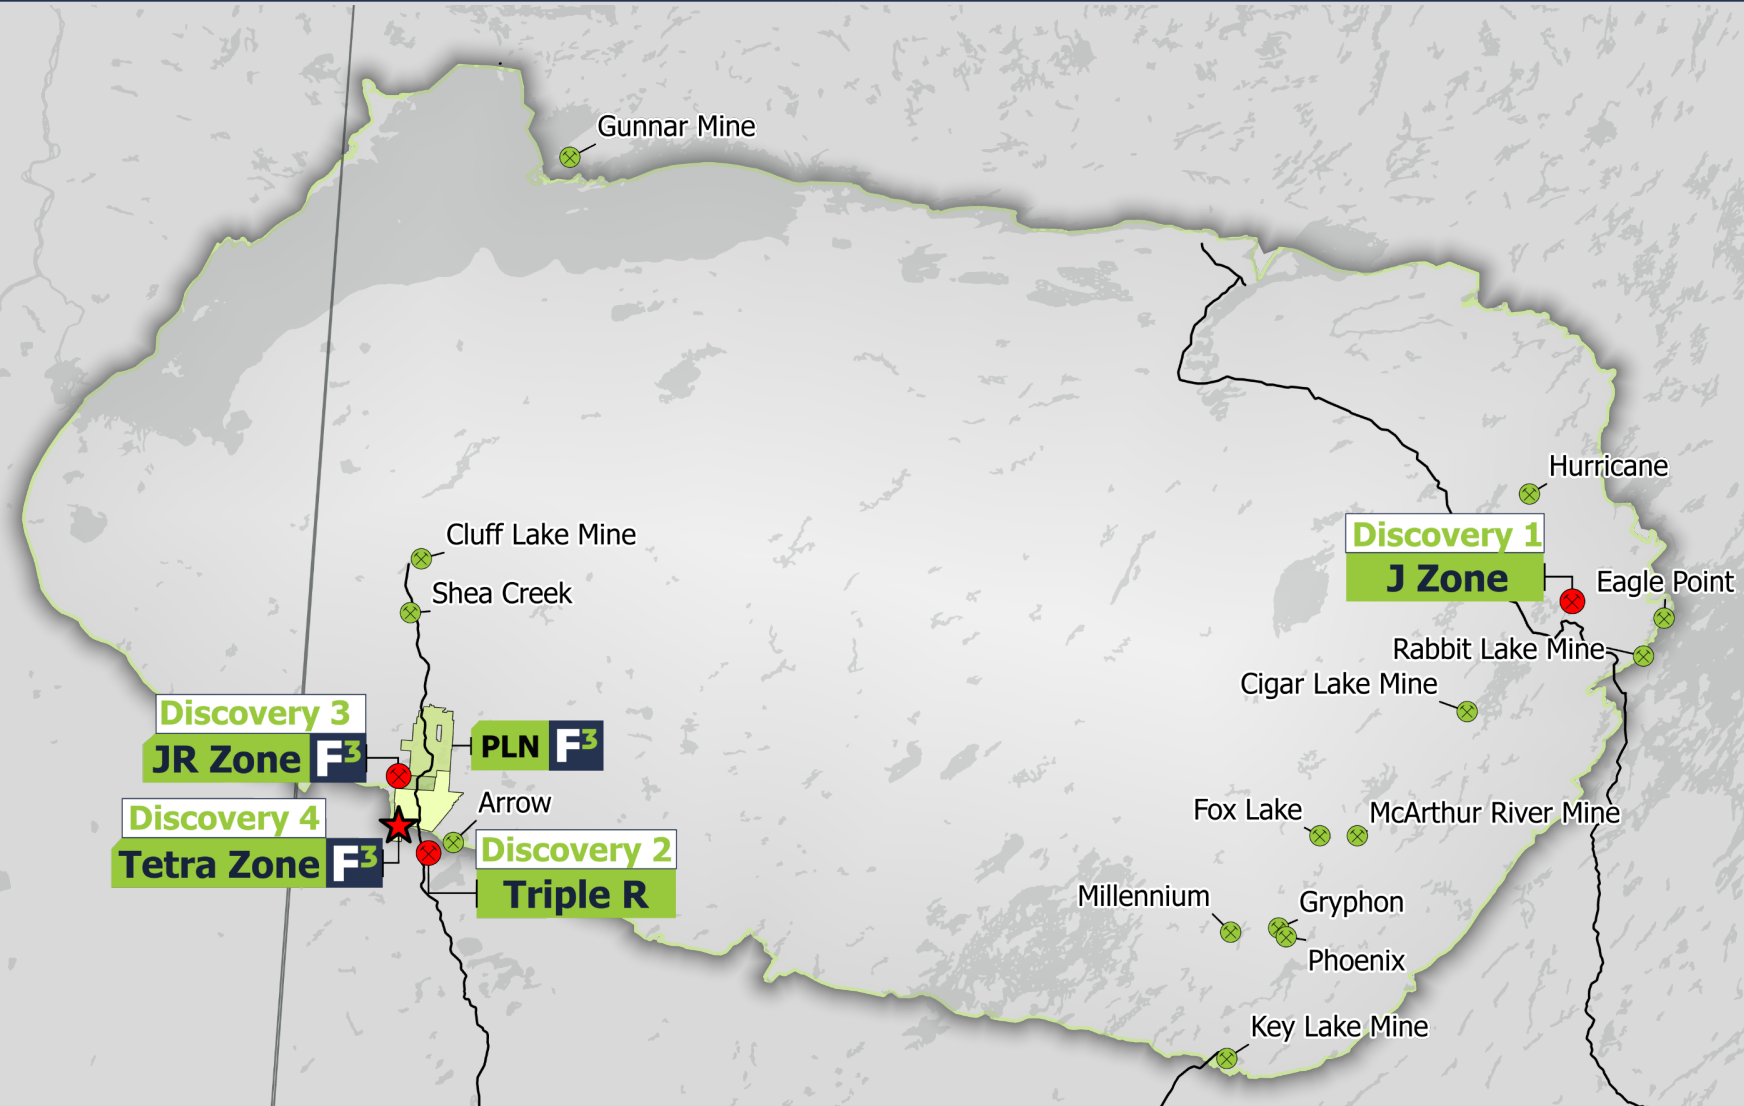 Gunnar Mine
Hurricane
Cluff Lake Mine
Discovery 1
J Zone
Eagle Point
Shea Creek
Rabbit Lake Mine
Cigar Lake Mine
Discovery 3
JR Zone F3
PLN F3
Arrow
Fox Lake
McArthur River Mine
Discovery 4
Tetra Zone F3
Discovery 2
Triple R
Millennium
Gryphon
Phoenix
Key Lake Mine